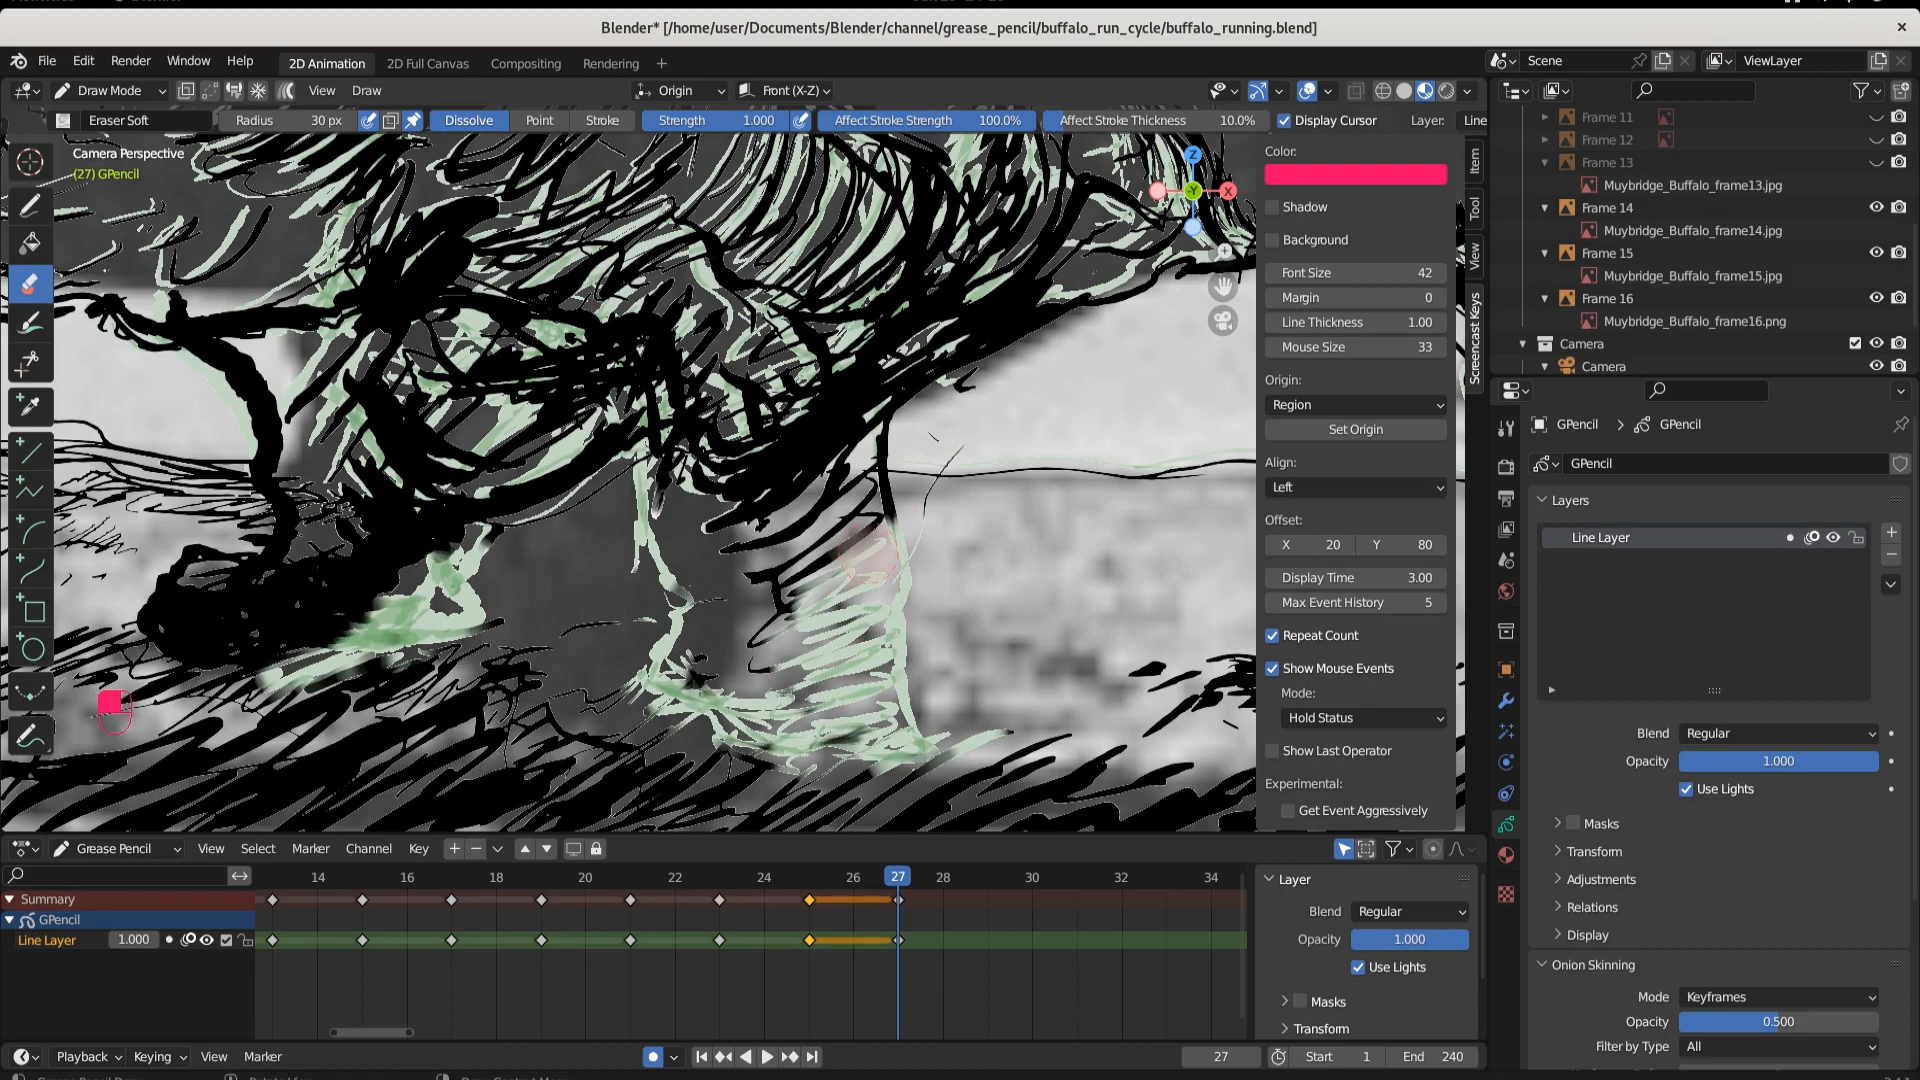 Blender* [/home/user/Documents/Blender/channel/grease_pencil/buffalo_run_cycle/buffalo_running.blend]
File Edit Render Window Help 2D Animation 2D Full Canvas Compositing Rendering + Scene ViewLayer
Draw Mode View Draw Origin Front (X-Z)
Eraser Soft Radius 30 px Dissolve Point Stroke Strength 1.000 Affect Stroke Strength 100.0% Affect Stroke Thickness 10.0% Display Cursor Layer: Line
Camera Perspective
(27) GPencil
Z
Y
X
Color:
Shadow
Background
Font Size 42
Margin 0
Line Thickness 1.00
Mouse Size 33
Origin:
Region
Set Origin
Align:
Left
Offset:
X 20 Y 80
Display Time 3.00
Max Event History 5
Repeat Count
Show Mouse Events
Mode:
Hold Status
Show Last Operator
Experimental:
Get Event Aggressively
Item
Tool
View
Screencast Keys
Frame 11
Frame 12
Frame 13
Muybridge_Buffalo_frame13.jpg
Frame 14
Muybridge_Buffalo_frame14.jpg
Frame 15
Muybridge_Buffalo_frame15.jpg
Frame 16
Muybridge_Buffalo_frame16.png
Camera
Camera
GPencil GPencil
GPencil
Layers
Line Layer
Blend Regular
Opacity 1.000
Use Lights
Masks
Transform
Adjustments
Relations
Display
Onion Skinning
Mode Keyframes
Opacity 0.500
Filter by Type All
Grease Pencil View Select Marker Channel Key
14 16 18 20 22 24 26 27 28 30 32 34
Summary
GPencil
Line Layer 1.000
Layer
Blend Regular
Opacity 1.000
Use Lights
Masks
Transform
Playback Keying View Marker 27 Start 1 End 240